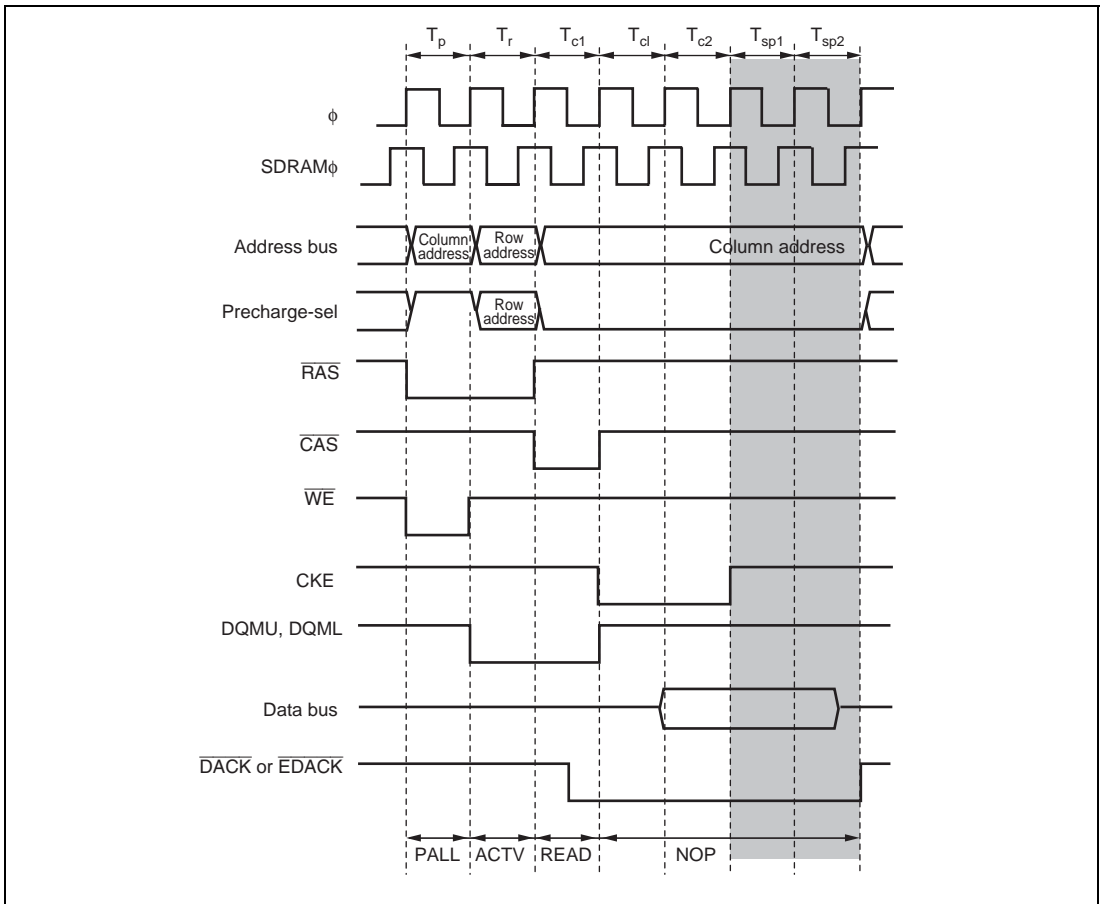 Tp Tr Tc1 Tcl Tc2 Tsp1 Tsp2
ϕ
SDRAMϕ
Address bus
Column address
Row address
Column address
Precharge-sel
Row address
RAS
CAS
WE
CKE
DQMU, DQML
Data bus
DACK or EDACK
PALL ACTV READ NOP